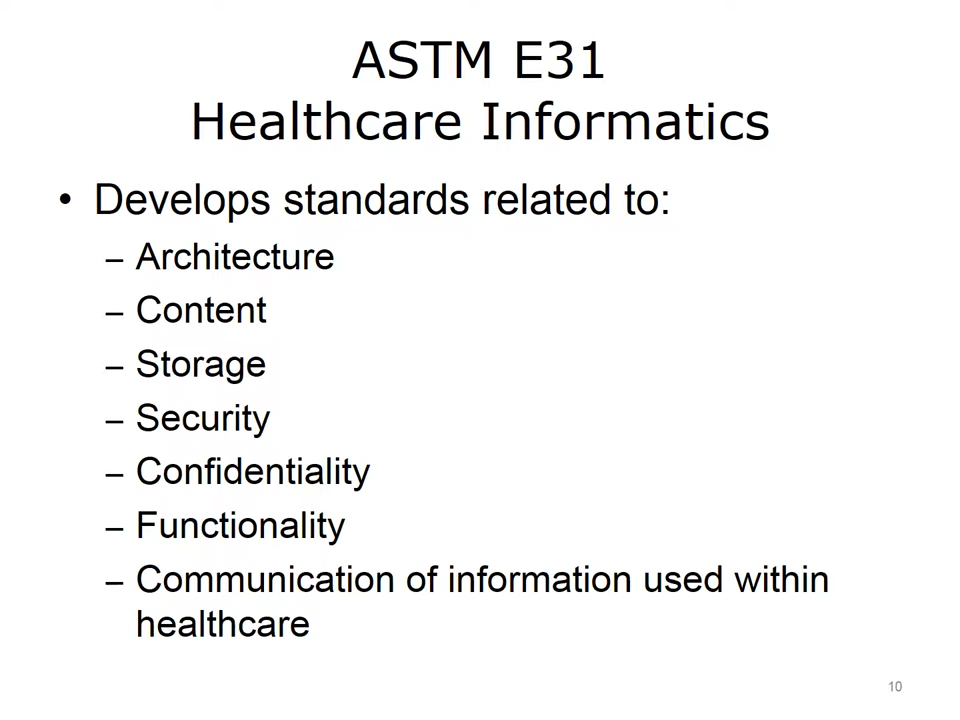 ASTM E31
Healthcare Informatics
• Develops standards related to:
– Architecture
– Content
– Storage
– Security
– Confidentiality
– Functionality
– Communication of information used within
healthcare
10